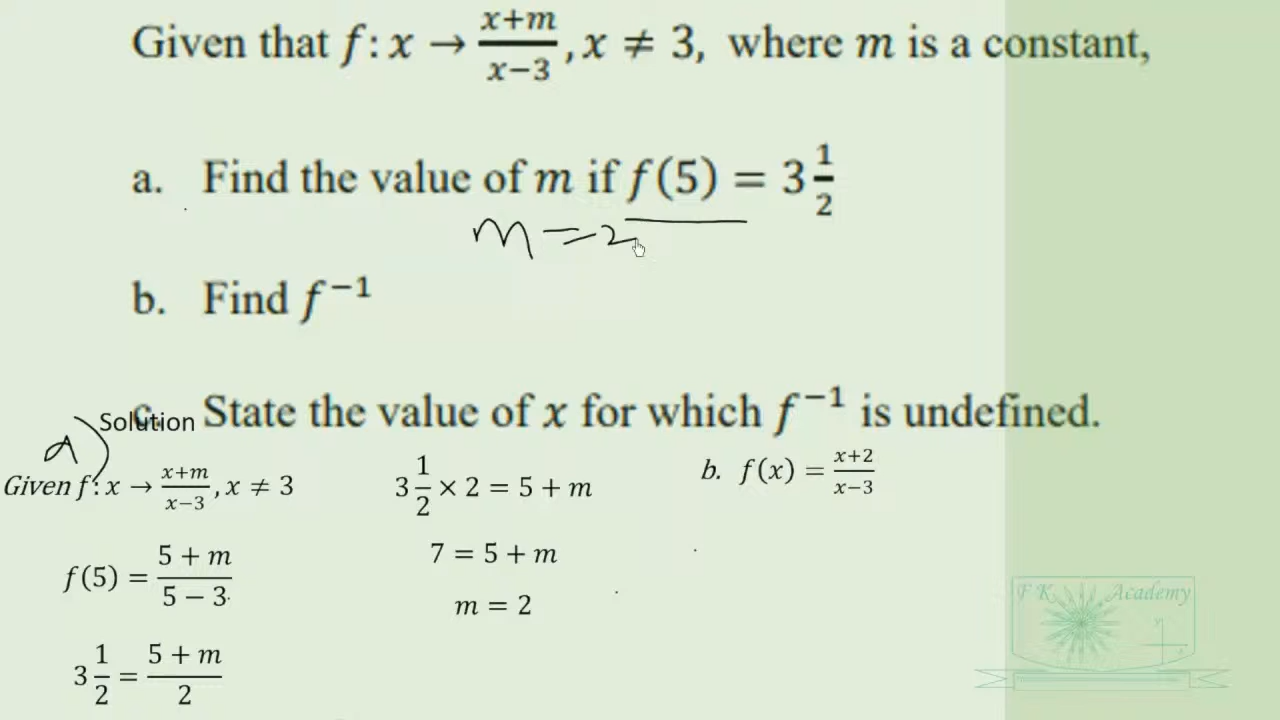 Given that f : x → (x+m)/(x−3), x ≠ 3, where m is a constant,
a. Find the value of m if f(5) = 3 1/2
m = 2
b. Find f⁻¹
c. State the value of x for which f⁻¹ is undefined.
Solution
a)
Given f: x → (x+m)/(x−3), x ≠ 3
f(5) = (5 + m)/(5 − 3)
3 1/2 = (5 + m)/2
3 1/2 × 2 = 5 + m
7 = 5 + m
m = 2
b. f(x) = (x+2)/(x−3)
F K Academy